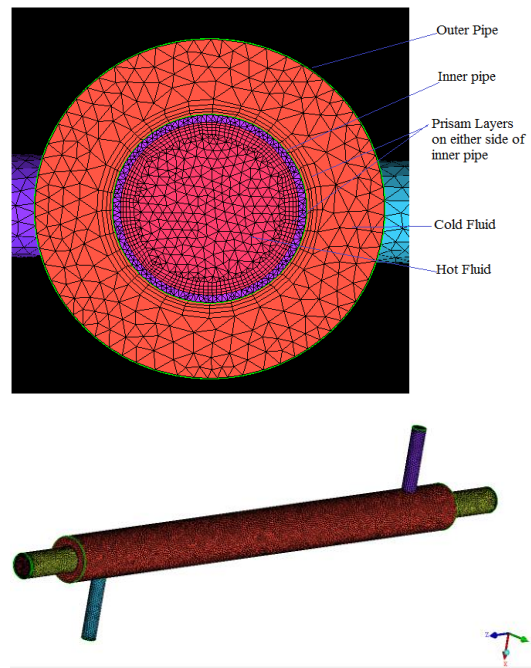 Outer Pipe
Inner pipe
Prisam Layers
on either side of
inner pipe
Cold Fluid
Hot Fluid
Z